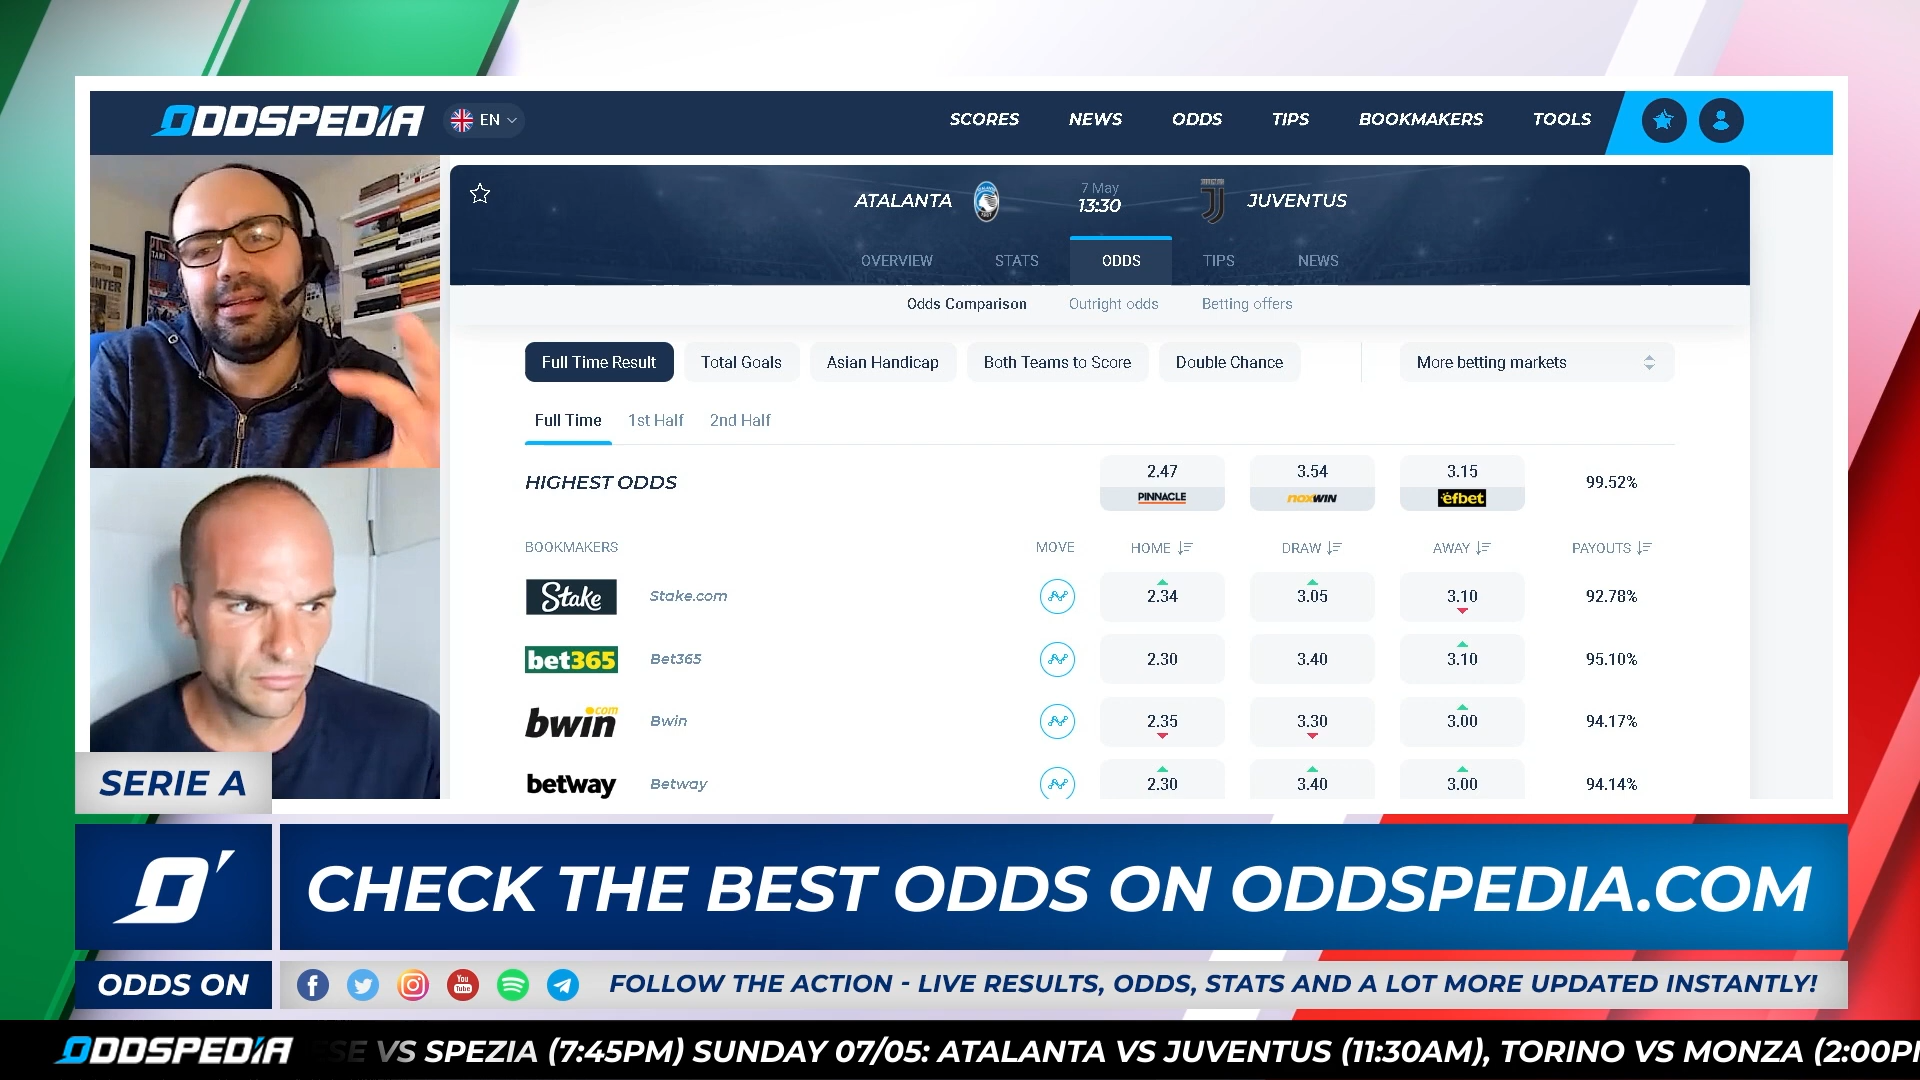 ODDSPEDIA
EN
SCORES NEWS ODDS TIPS BOOKMAKERS TOOLS
ATALANTA 7 May 13:30 JUVENTUS
OVERVIEW STATS ODDS TIPS NEWS
Odds Comparison Outright odds Betting offers
Full Time Result Total Goals Asian Handicap Both Teams to Score Double Chance More betting markets
Full Time 1st Half 2nd Half
HIGHEST ODDS 2.47 3.54 3.15 99.52%
PINNACLE noxwin efbet
BOOKMAKERS MOVE HOME DRAW AWAY PAYOUTS
Stake Stake.com 2.34 3.05 3.10 92.78%
bet365 Bet365 2.30 3.40 3.10 95.10%
bwin.com Bwin 2.35 3.30 3.00 94.17%
betway Betway 2.30 3.40 3.00 94.14%
INTER
SERIE A
O' CHECK THE BEST ODDS ON ODDSPEDIA.COM
ODDS ON You Tube FOLLOW THE ACTION - LIVE RESULTS, ODDS, STATS AND A LOT MORE UPDATED INSTANTLY!
ODDSPEDIA SE VS SPEZIA (7:45PM) SUNDAY 07/05: ATALANTA VS JUVENTUS (11:30AM), TORINO VS MONZA (2:00P